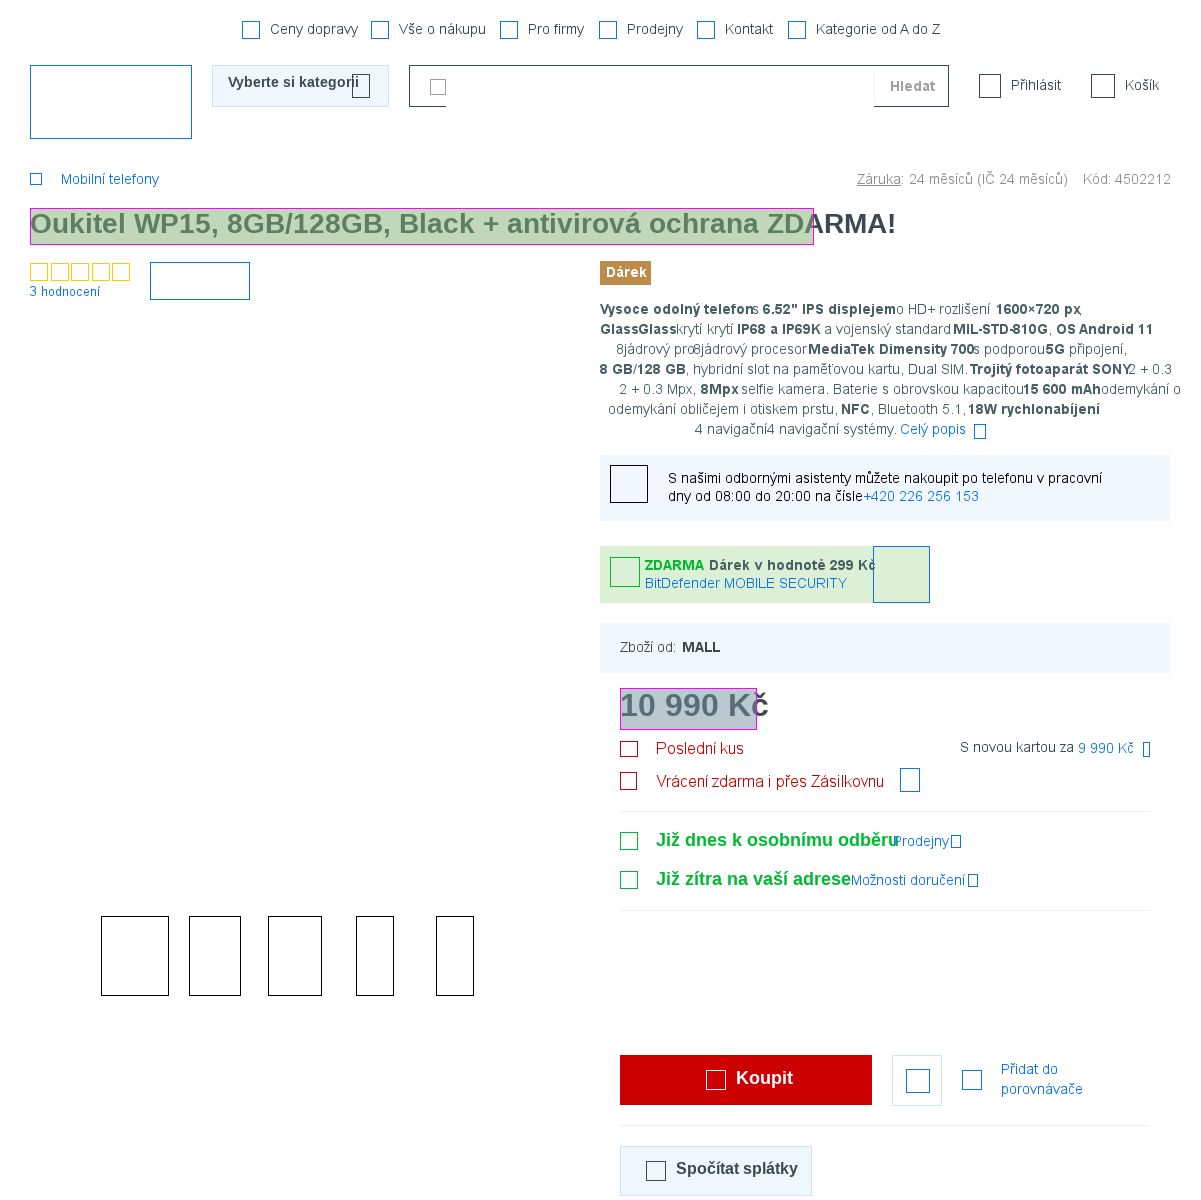 Ceny dopravy Vše o nákupu Pro firmy Prodejny Kontakt Kategorie od A do Z
Vyberte si kategorii Hledat Přihlásit Košík
Mobilní telefony Záruka: 24 měsíců (IČ 24 měsíců) Kód: 4502212
Oukitel WP15, 8GB/128GB, Black + antivirová ochrana ZDARMA!
3 hodnocení
Dárek
Vysoce odolný telefon s 6.52" IPS displejem o HD+ rozlišení 1600×720 px,
GlassGlass krytí krytí IP68 a IP69K a vojenský standard MIL-STD-810G, OS Android 11
8jádrový pro8jádrový procesor MediaTek Dimensity 700 s podporou 5G připojení,
8 GB/128 GB, hybridní slot na paměťovou kartu, Dual SIM. Trojitý fotoaparát SONY 2 + 0.3
2 + 0.3 Mpx, 8Mpx selfie kamera. Baterie s obrovskou kapacitou 15 600 mAh odemykání o
odemykání obličejem i otiskem prstu, NFC, Bluetooth 5.1, 18W rychlonabíjení
4 navigační4 navigační systémy. Celý popis
S našimi odbornými asistenty můžete nakoupit po telefonu v pracovní
dny od 08:00 do 20:00 na čísle +420 226 256 153
ZDARMA Dárek v hodnotě 299 Kč
BitDefender MOBILE SECURITY
Zboží od: MALL
10 990 Kč
Poslední kus S novou kartou za 9 990 Kč
Vrácení zdarma i přes Zásilkovnu
Již dnes k osobnímu odběru Prodejny
Již zítra na vaší adrese Možnosti doručení
Koupit
Přidat do
porovnávače
Spočítat splátky